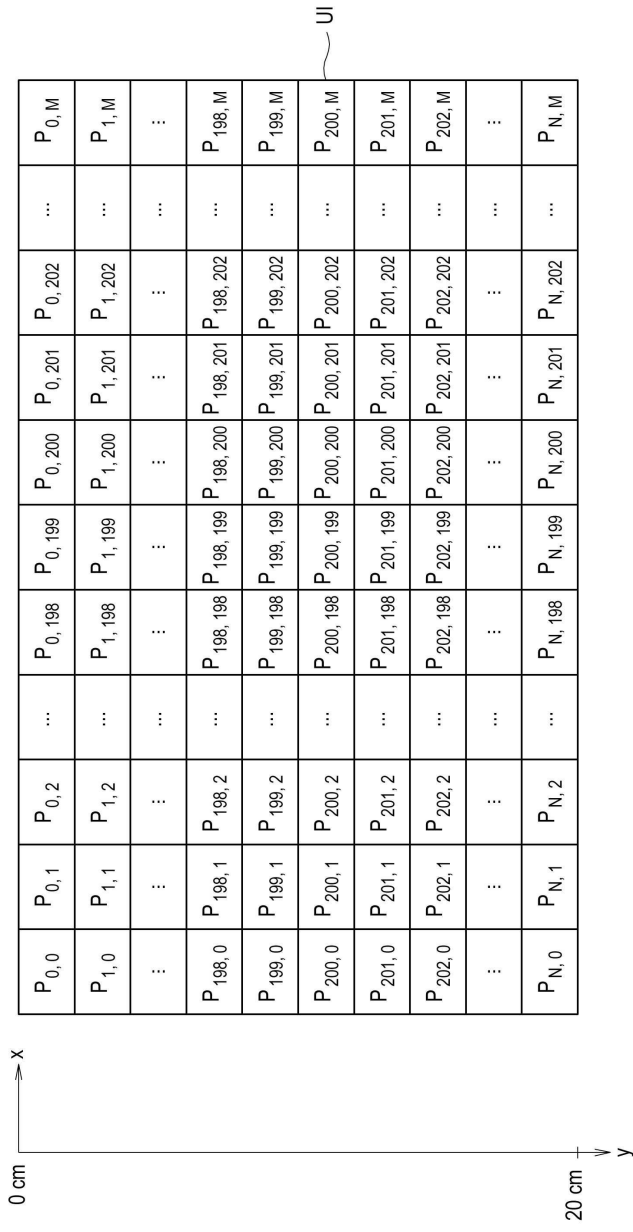 UI
0 cm x
P0, 0 P0, 1 P0, 2 ... P0, 198 P0, 199 P0, 200 P0, 201 P0, 202 ... P0, M
P1, 0 P1, 1 P1, 2 ... P1, 198 P1, 199 P1, 200 P1, 201 P1, 202 ... P1, M
⋮ ⋮ ⋮ ... ⋮ ⋮ ⋮ ⋮ ⋮ ... ⋮
P198, 0 P198, 1 P198, 2 ... P198, 198 P198, 199 P198, 200 P198, 201 P198, 202 ... P198, M
P199, 0 P199, 1 P199, 2 ... P199, 198 P199, 199 P199, 200 P199, 201 P199, 202 ... P199, M
P200, 0 P200, 1 P200, 2 ... P200, 198 P200, 199 P200, 200 P200, 201 P200, 202 ... P200, M
P201, 0 P201, 1 P201, 2 ... P201, 198 P201, 199 P201, 200 P201, 201 P201, 202 ... P201, M
P202, 0 P202, 1 P202, 2 ... P202, 198 P202, 199 P202, 200 P202, 201 P202, 202 ... P202, M
⋮ ⋮ ⋮ ... ⋮ ⋮ ⋮ ⋮ ⋮ ... ⋮
PN, 0 PN, 1 PN, 2 ... PN, 198 PN, 199 PN, 200 PN, 201 PN, 202 ... PN, M
20 cm
y